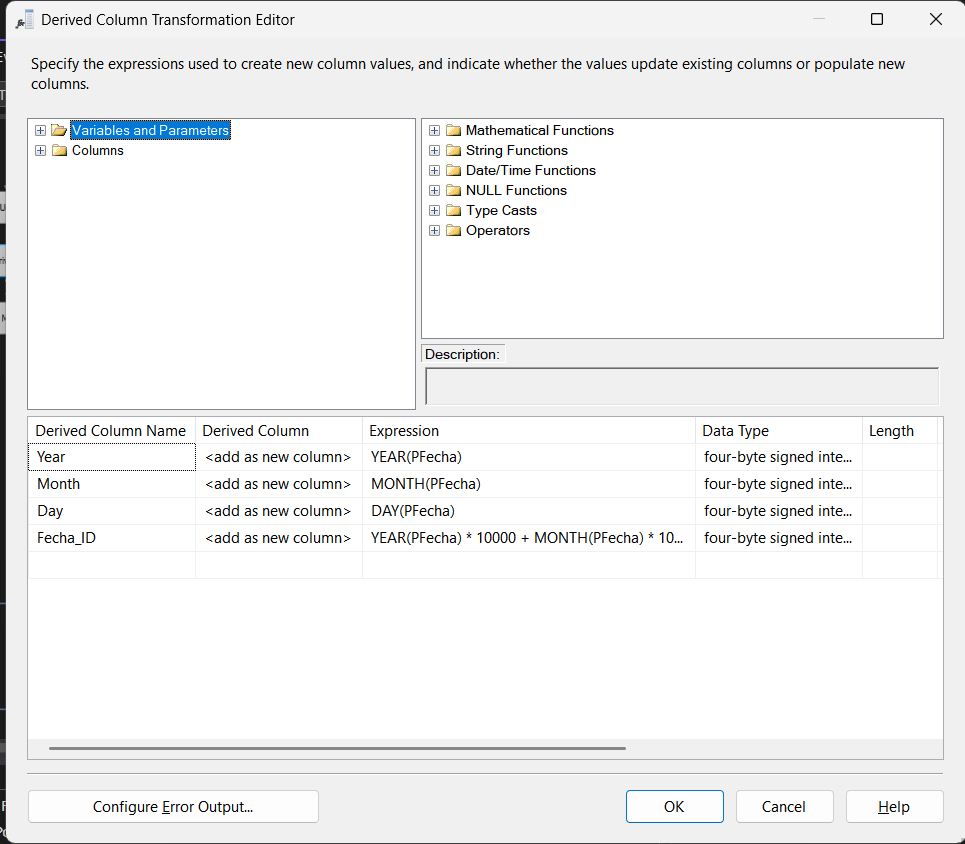 Derived Column Transformation Editor
Specify the expressions used to create new column values, and indicate whether the values update existing columns or populate new
columns.
Variables and Parameters
Columns
Mathematical Functions
String Functions
Date/Time Functions
NULL Functions
Type Casts
Operators
Description:
Derived Column Name Derived Column Expression Data Type Length
Year <add as new column> YEAR(PFecha) four-byte signed inte...
Month <add as new column> MONTH(PFecha) four-byte signed inte...
Day <add as new column> DAY(PFecha) four-byte signed inte...
Fecha_ID <add as new column> YEAR(PFecha) * 10000 + MONTH(PFecha) * 10... four-byte signed inte...
Configure Error Output... OK Cancel Help